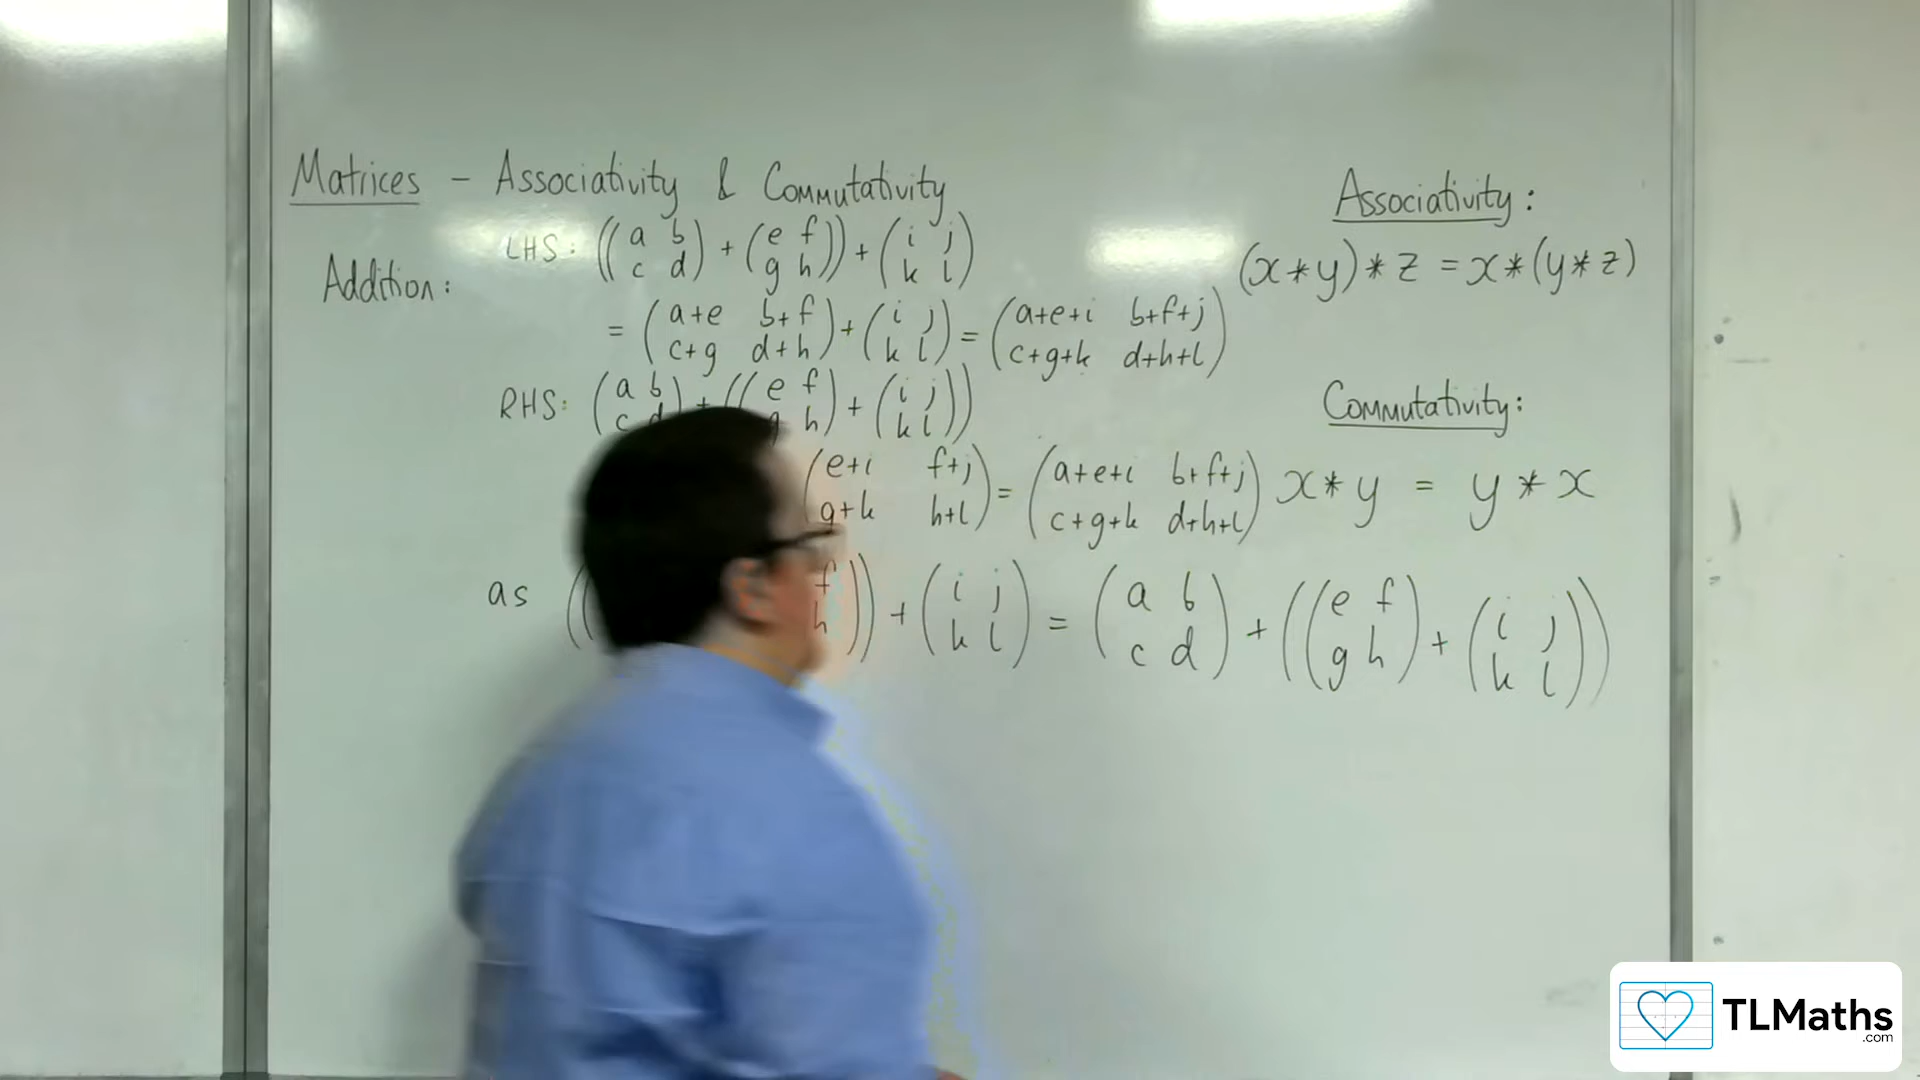 Matrices - Associativity & Commutativity
Addition:
LHS: ((a b c d) + (e f g h)) + (i j k l)
= (a+e b+f c+g d+h) + (i j k l) = (a+e+i b+f+j c+g+k d+h+l)
RHS: (a b c d) + ((e f h) + (i j k l))
(e+i f+j g+k h+l) = (a+e+i b+f+j c+g+k d+h+l)
as (( f h)) + (i j k l) = (a b c d) + ((e f g h) + (i j k l))
Associativity:
(x*y)*z = x*(y*z)
Commutativity:
x*y = y*x
TLMaths
.com